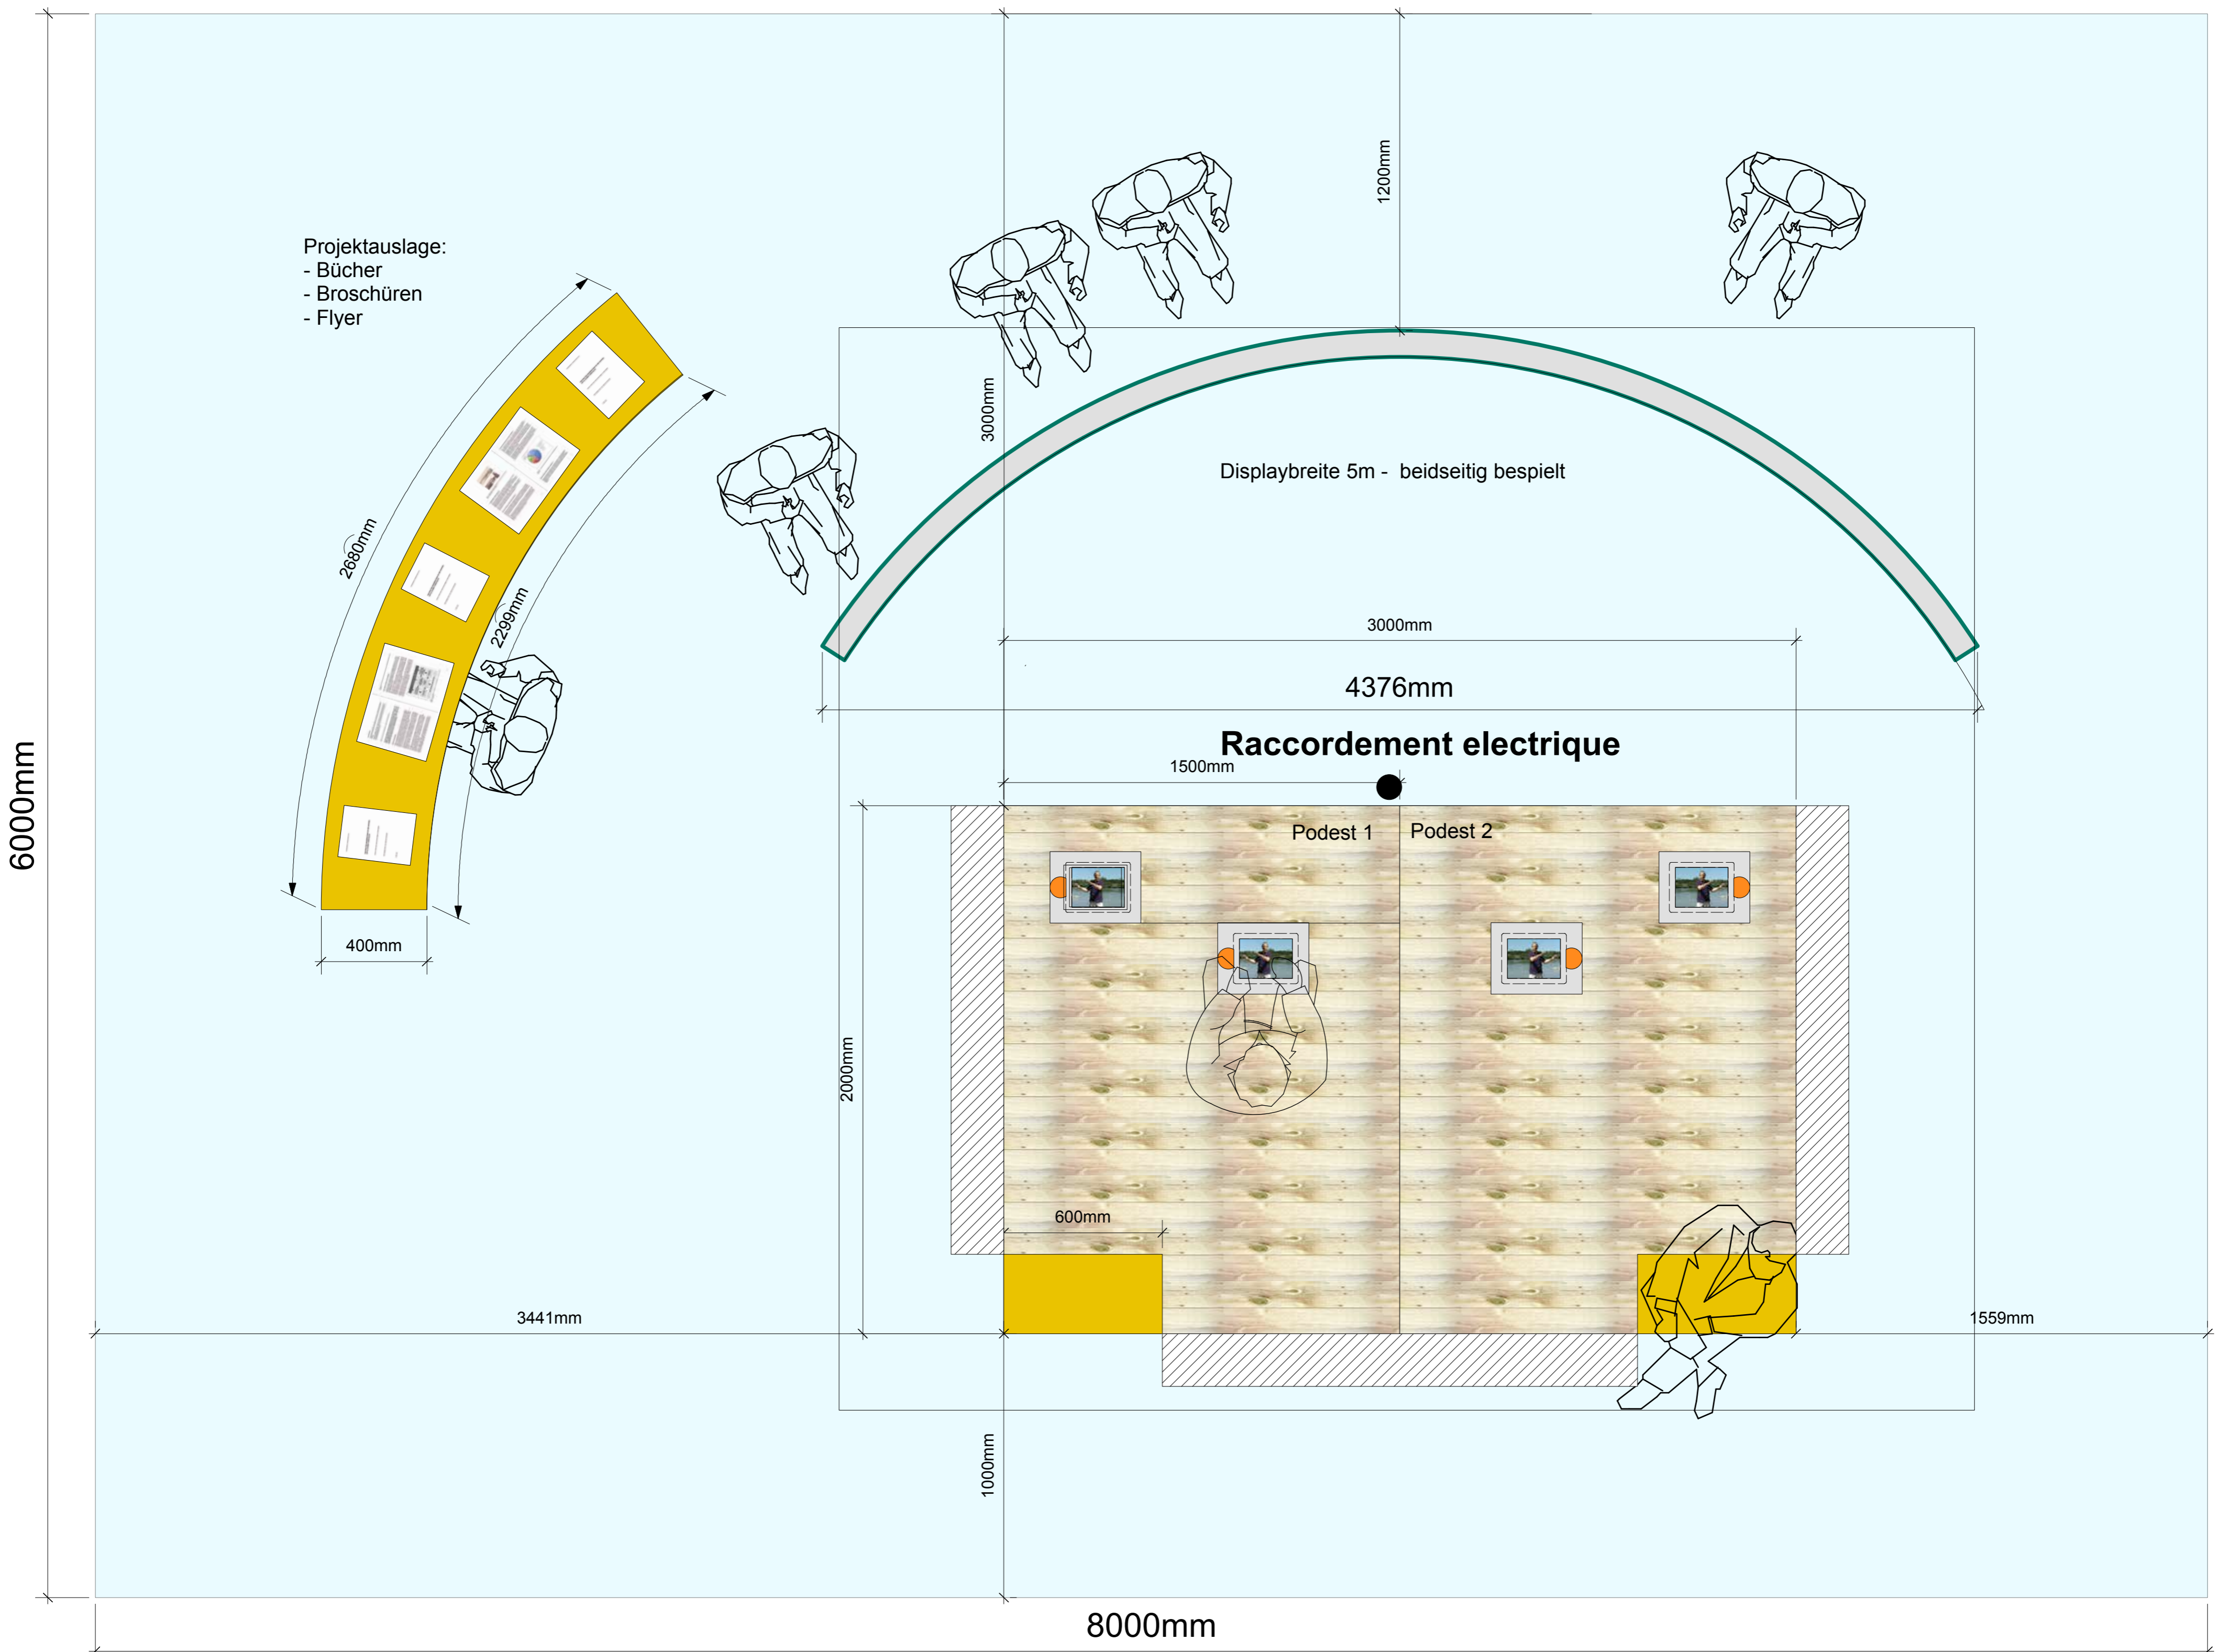 1200mm
Projektauslage:
- Bücher
- Broschüren
- Flyer
3000mm
Displaybreite 5m - beidseitig bespielt
2680mm
2299mm
3000mm
4376mm
Raccordement electrique
1500mm
6000mm
Podest 1
Podest 2
400mm
2000mm
600mm
3441mm
1559mm
1000mm
8000mm